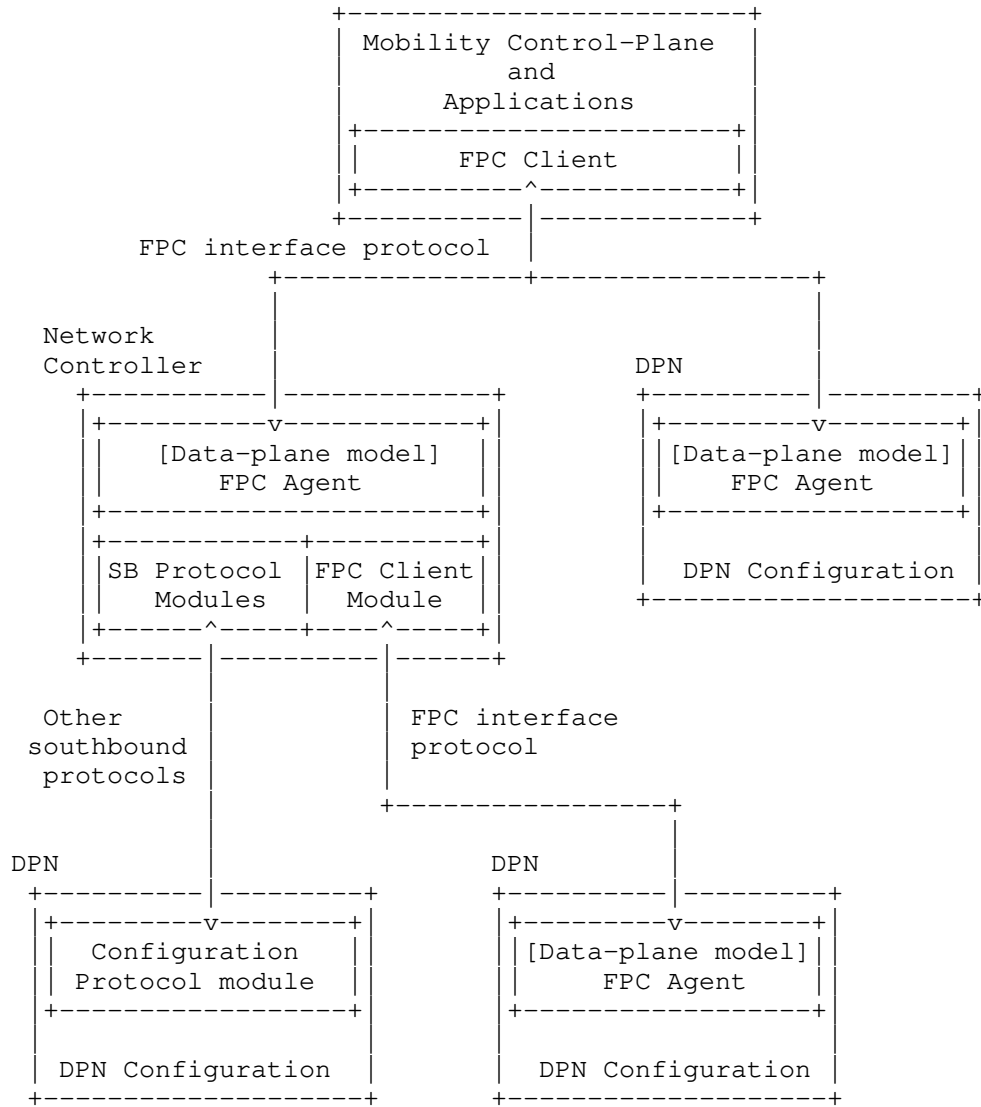 Mobility Control-Plane
and
Applications
FPC Client
FPC interface protocol
Network
Controller
DPN
[Data-plane model]
FPC Agent
[Data-plane model]
FPC Agent
SB Protocol
Modules
FPC Client
Module
DPN Configuration
Other
southbound
protocols
FPC interface
protocol
DPN
DPN
Configuration
Protocol module
[Data-plane model]
FPC Agent
DPN Configuration
DPN Configuration